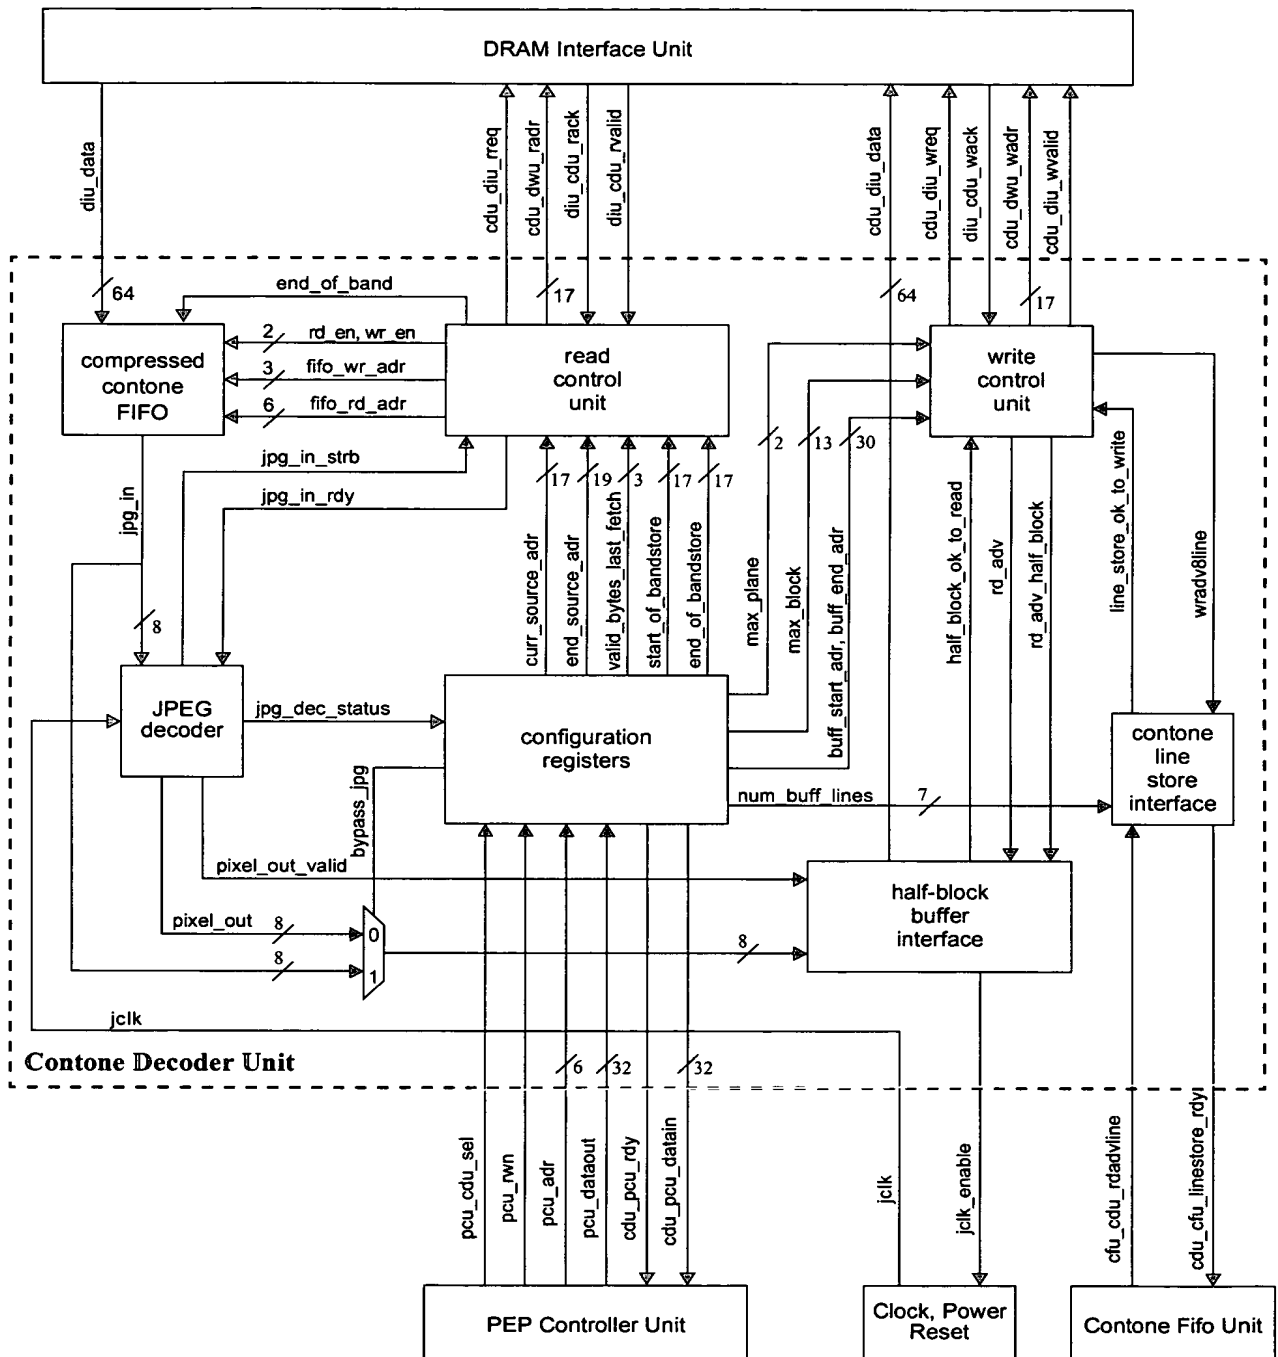 DRAM Interface Unit
diu_data
cdu_diu_rreq
cdu_dwu_radr
diu_cdu_rack
diu_cdu_rvalid
cdu_diu_data
cdu_diu_wreq
diu_cdu_wack
cdu_dwu_wadr
cdu_diu_wvalid
64
end_of_band
17
64
17
compressed
contone
FIFO
2
rd_en, wr_en
3
fifo_wr_adr
6
fifo_rd_adr
read
control
unit
write
control
unit
2
13
30
jpg_in_strb
jpg_in_rdy
jpg_in
17
19
3
17
17
curr_source_adr
end_source_adr
valid_bytes_last_fetch
start_of_bandstore
end_of_bandstore
max_plane
max_block
buff_start_adr, buff_end_adr
half_block_ok_to_read
rd_adv
rd_adv_half_block
line_store_ok_to_write
wradv8line
8
JPEG
decoder
jpg_dec_status
configuration
registers
contone
line
store
interface
bypass_jpg
num_buff_lines
7
pixel_out_valid
pixel_out
8
0
8
1
8
half-block
buffer
interface
jclk
Contone Decoder Unit
6
32
32
pcu_cdu_sel
pcu_rwn
pcu_adr
pcu_dataout
cdu_pcu_rdy
cdu_pcu_datain
jclk
jclk_enable
cfu_cdu_rdadvline
cdu_cfu_linestore_rdy
PEP Controller Unit
Clock, Power
Reset
Contone Fifo Unit